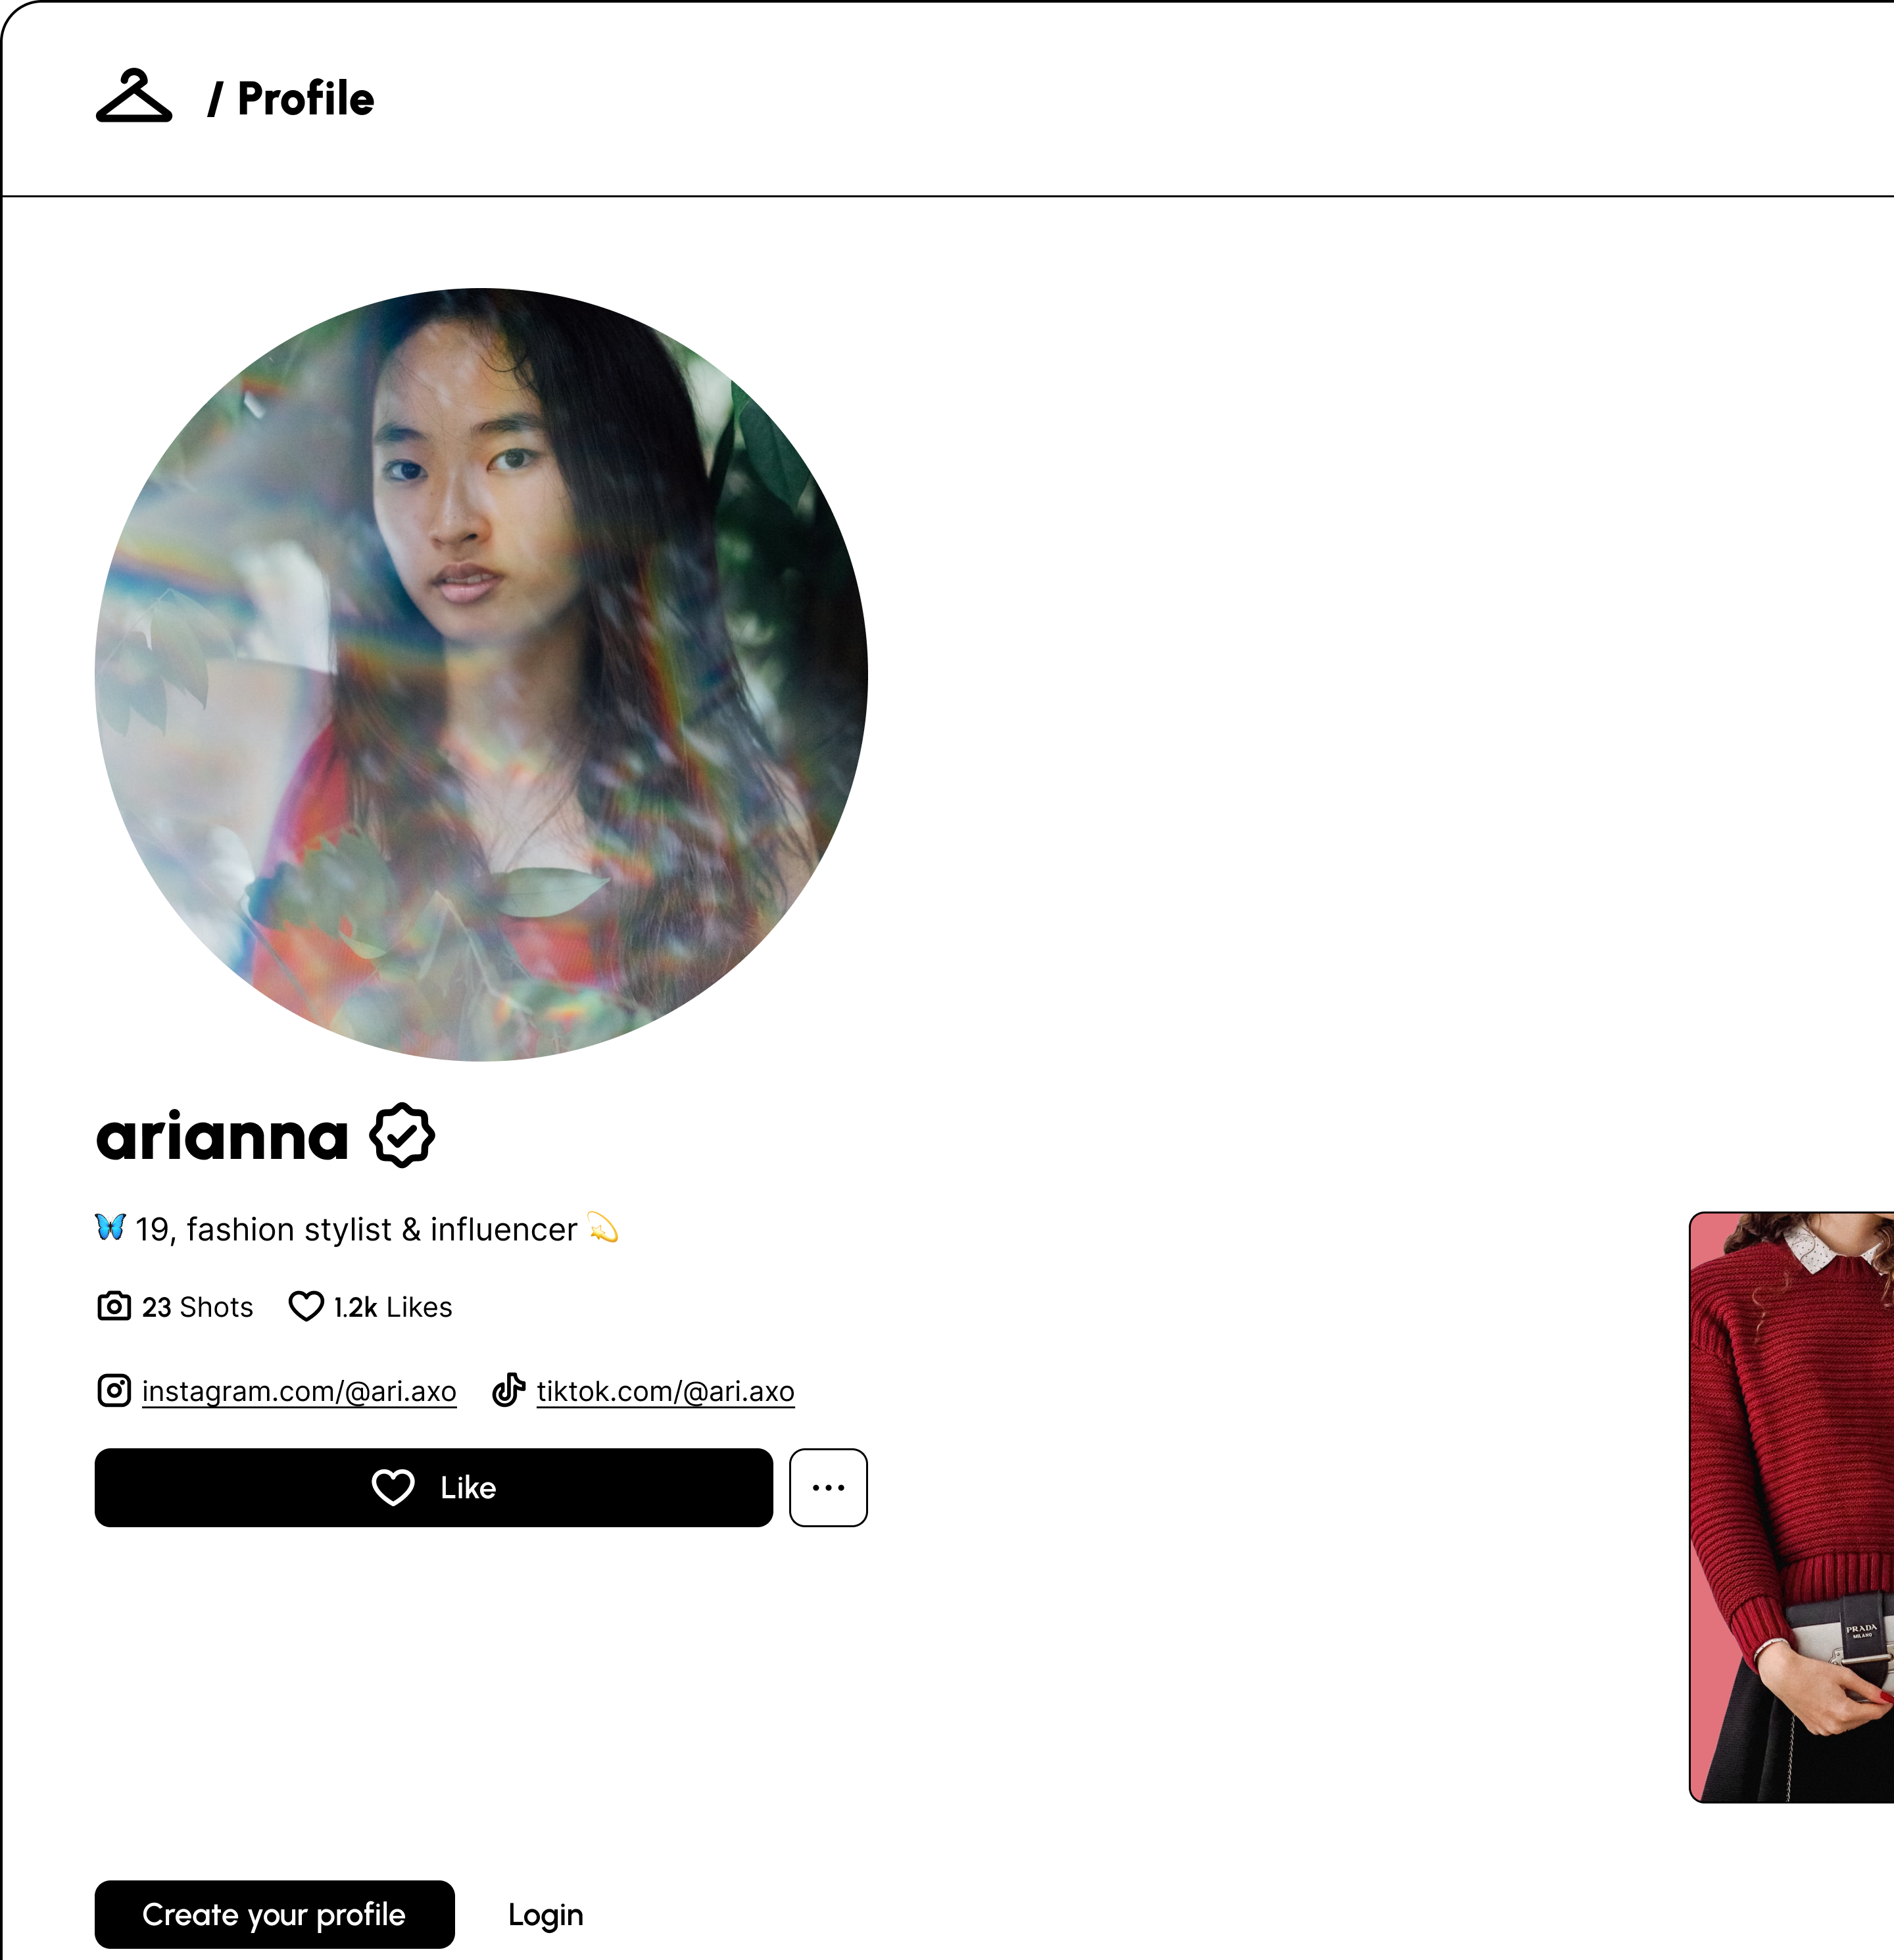 / Profile
arianna
🦋 19, fashion stylist & influencer 💫
23 Shots 1.2k Likes
instagram.com/@ari.axo tiktok.com/@ari.axo
Like
...
PRADA
MILANO
Create your profile Login